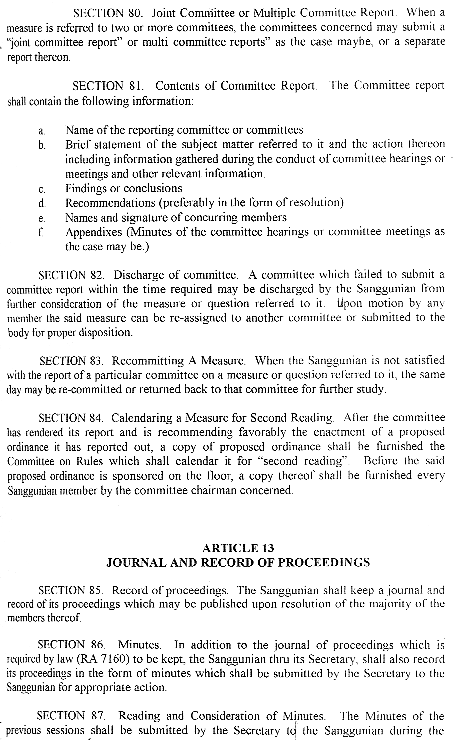 SECTION 80. Joint Committee or Multiple Committee Report. When a
measure is referred to two or more committees, the committees concerned may submit a
"joint committee report" or multi committee reports" as the case maybe, or a separate
report thereon.
SECTION 81. Contents of Committee Report. The Committee report
shall contain the following information:
a. Name of the reporting committee or committees
b. Brief statement of the subject matter referred to it and the action thereon
including information gathered during the conduct of committee hearings or
meetings and other relevant information.
c. Findings or conclusions
d. Recommendations (preferably in the form of resolution)
e. Names and signature of concurring members
f. Appendixes (Minutes of the committee hearings or committee meetings as
the case may be.)
SECTION 82. Discharge of committee. A committee which failed to submit a
committee report within the time required may be discharged by the Sanggunian from
further consideration of the measure or question referred to it. Upon motion by any
member the said measure can be re-assigned to another committee or submitted to the
body for proper disposition.
SECTION 83. Recommitting A Measure. When the Sanggunian is not satisfied
with the report of a particular committee on a measure or question referred to it, the same
day may be re-committed or returned back to that committee for further study.
SECTION 84. Calendaring a Measure for Second Reading. After the committee
has rendered its report and is recommending favorably the enactment of a proposed
ordinance it has reported out, a copy of proposed ordinance shall be furnished the
Committee on Rules which shall calendar it for "second reading". Before the said
proposed ordinance is sponsored on the floor, a copy thereof shall be furnished every
Sanggunian member by the committee chairman concerned.
ARTICLE 13
JOURNAL AND RECORD OF PROCEEDINGS
SECTION 85. Record of proceedings. The Sanggunian shall keep a journal and
record of its proceedings which may be published upon resolution of the majority of the
members thereof.
SECTION 86. Minutes. In addition to the journal of proceedings which is
required by law (RA 7160) to be kept, the Sanggunian thru its Secretary, shall also record
its proceedings in the form of minutes which shall be submitted by the Secretary to the
Sanggunian for appropriate action.
SECTION 87. Reading and Consideration of Minutes. The Minutes of the
previous sessions shall be submitted by the Secretary to the Sanggunian during the